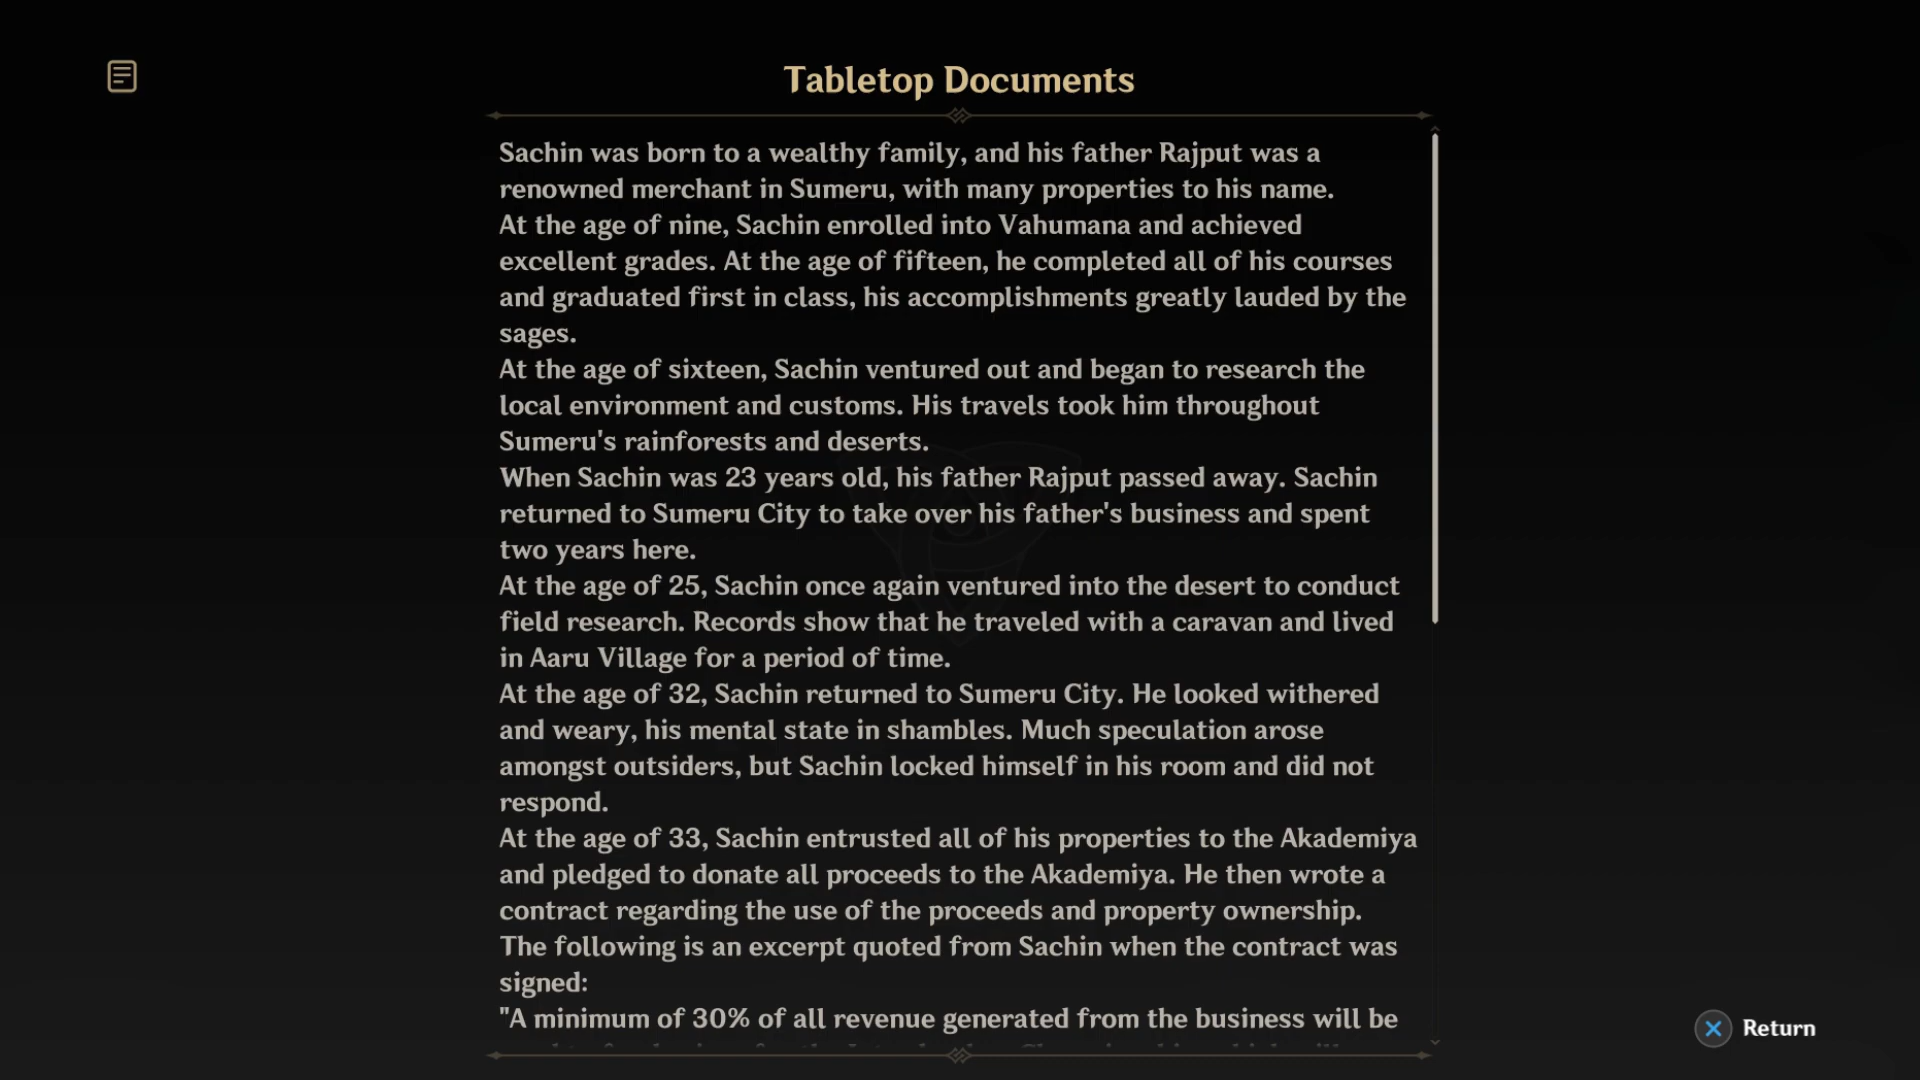 Tabletop Documents
Sachin was born to a wealthy family, and his father Rajput was a
renowned merchant in Sumeru, with many properties to his name.
At the age of nine, Sachin enrolled into Vahumana and achieved
excellent grades. At the age of fifteen, he completed all of his courses
and graduated first in class, his accomplishments greatly lauded by the
sages.
At the age of sixteen, Sachin ventured out and began to research the
local environment and customs. His travels took him throughout
Sumeru's rainforests and deserts.
When Sachin was 23 years old, his father Rajput passed away. Sachin
returned to Sumeru City to take over his father's business and spent
two years here.
At the age of 25, Sachin once again ventured into the desert to conduct
field research. Records show that he traveled with a caravan and lived
in Aaru Village for a period of time.
At the age of 32, Sachin returned to Sumeru City. He looked withered
and weary, his mental state in shambles. Much speculation arose
amongst outsiders, but Sachin locked himself in his room and did not
respond.
At the age of 33, Sachin entrusted all of his properties to the Akademiya
and pledged to donate all proceeds to the Akademiya. He then wrote a
contract regarding the use of the proceeds and property ownership.
The following is an excerpt quoted from Sachin when the contract was
signed:
"A minimum of 30% of all revenue generated from the business will be
Return